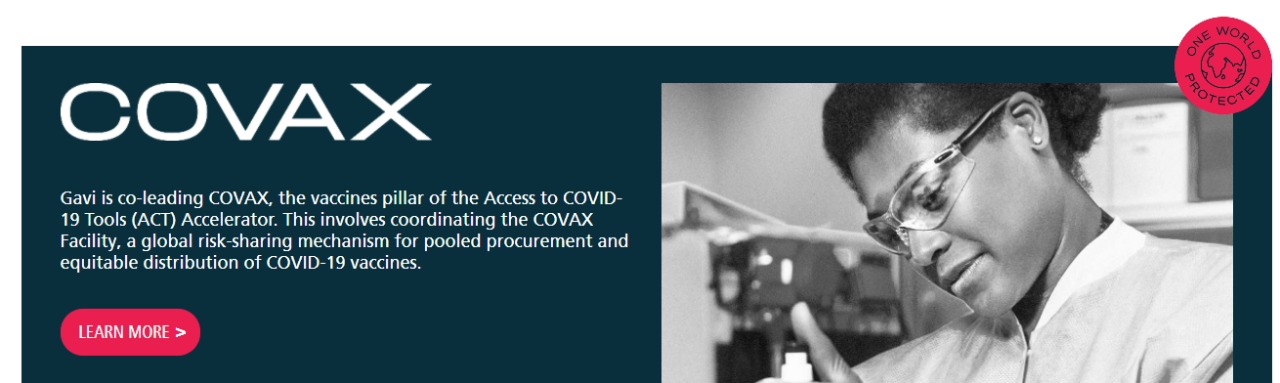 ONE WORLD
PROTECTED
COVAX
Gavi is co-leading COVAX, the vaccines pillar of the Access to COVID-
19 Tools (ACT) Accelerator. This involves coordinating the COVAX
Facility, a global risk-sharing mechanism for pooled procurement and
equitable distribution of COVID-19 vaccines.
LEARN MORE >